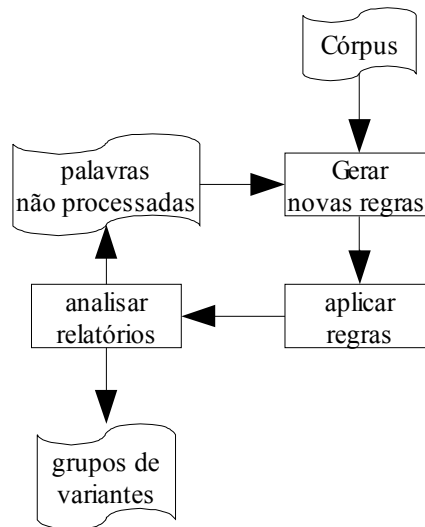 Córpus
palavras
não processadas
Gerar
novas regras
analisar
relatórios
aplicar
regras
grupos de
variantes